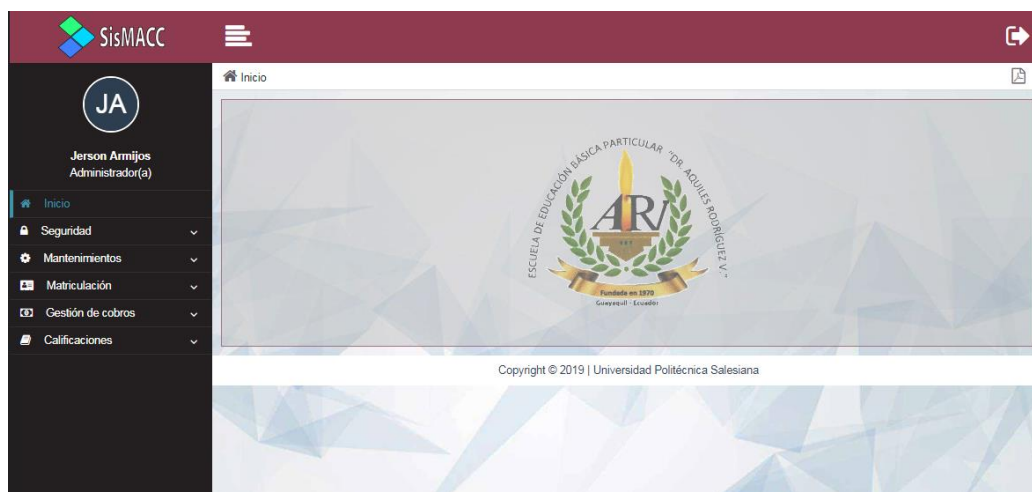 SisMACC
Inicio
JA
Jerson Armijos
Administrador(a)
Inicio
Seguridad
Mantenimientos
Matriculación
Gestión de cobros
Calificaciones
ESCUELA DE EDUCACIÓN BÁSICA PARTICULAR "DR. AQUILES RODRÍGUEZ V."
ARV
Fundada en 1970
Guayaquil - Ecuador
Copyright © 2019 | Universidad Politécnica Salesiana